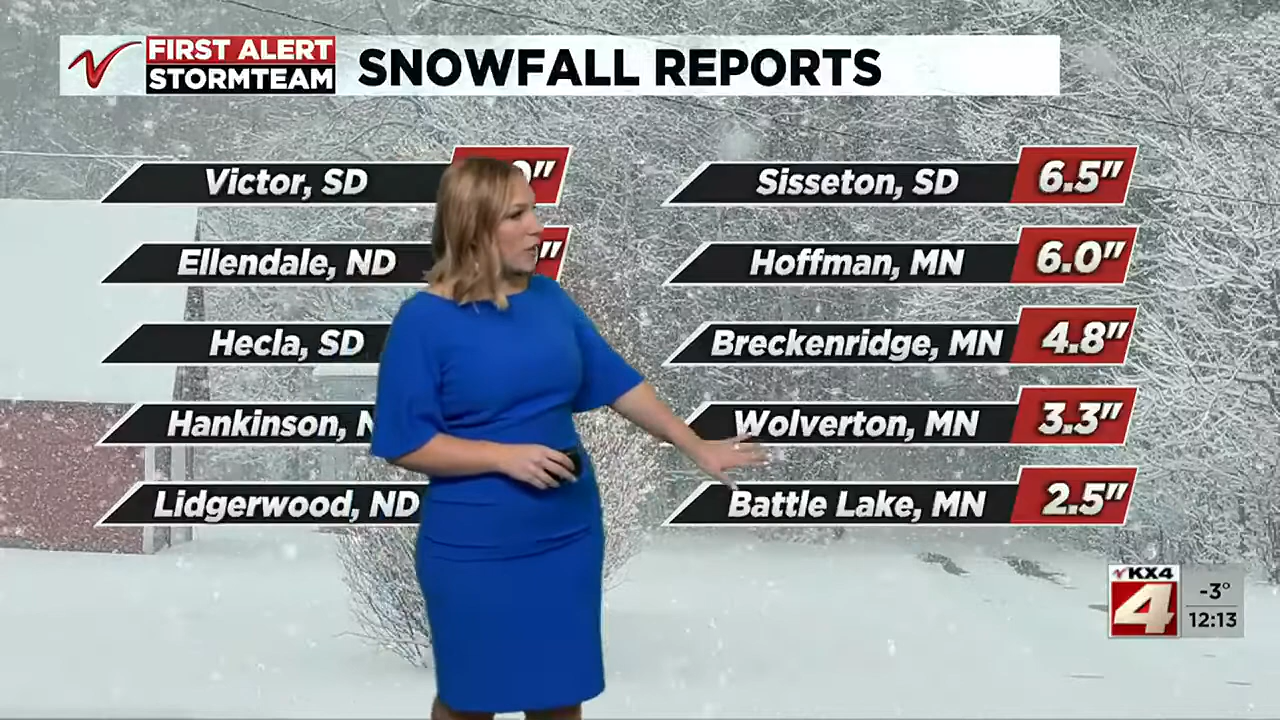 FIRST ALERT
STORMTEAM
SNOWFALL REPORTS
Victor, SD
Ellendale, ND
Hecla, SD
Hankinson,
Lidgerwood, ND
Sisseton, SD 6.5"
Hoffman, MN 6.0"
Breckenridge, MN 4.8"
Wolverton, MN 3.3"
Battle Lake, MN 2.5"
KX4
4
-3°
12:13